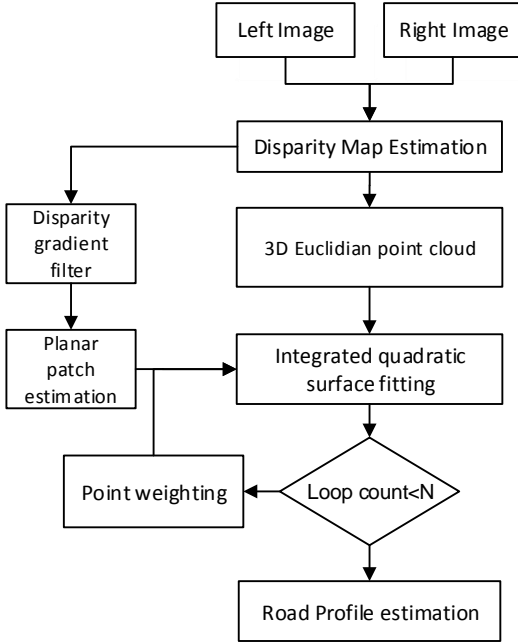 Left Image
Right Image
Disparity Map Estimation
Disparity
gradient
filter
3D Euclidian point cloud
Planar
patch
estimation
Integrated quadratic
surface fitting
Point weighting
Loop count<N
Road Profile estimation